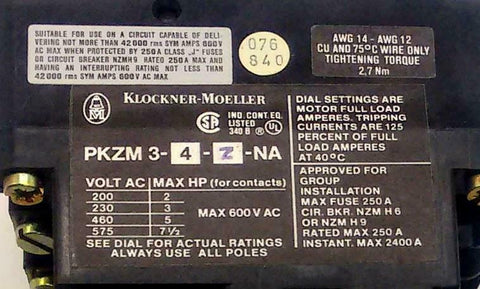 SUITABLE FOR USE ON A CIRCUIT CAPABLE OF DELI-
VERING NOT MORE THAN 42000 rms SYM AMPS 600V
AC MAX WHEN PROTECTED BY 250A CLASS „J" FUSES
OR CIRCUIT BREAKER NZMH9 RATED 250A MAX AND
HAVING AN INTERRUPTING RATING NOT LESS THAN
42000 SYM AMPS 600V AC MAX
076
840
AWG 14 - AWG 12
CU AND 75°C WIRE ONLY
TIGHTENING TORQUE
2,7 Nm
KLOCKNER-MOELLER
IND. CONT. EQ.
LISTED
340 B
PKZM 3-4-Z-NA
VOLT AC MAX HP (for contacts)
200 2
230 3
460 5
575 7½
MAX 600 V AC
SEE DIAL FOR ACTUAL RATINGS
ALWAYS USE ALL POLES
DIAL SETTINGS ARE
MOTOR FULL LOAD
AMPERES. TRIPPING
CURRENTS ARE 125
PERCENT OF FULL
LOAD AMPERES
AT 40°C
APPROVED FOR
GROUP
INSTALLATION
MAX FUSE 250 A
CIR. BKR. NZM H 6
OR NZM H 9
RATED MAX 250 A
INSTANT. MAX 2400 A